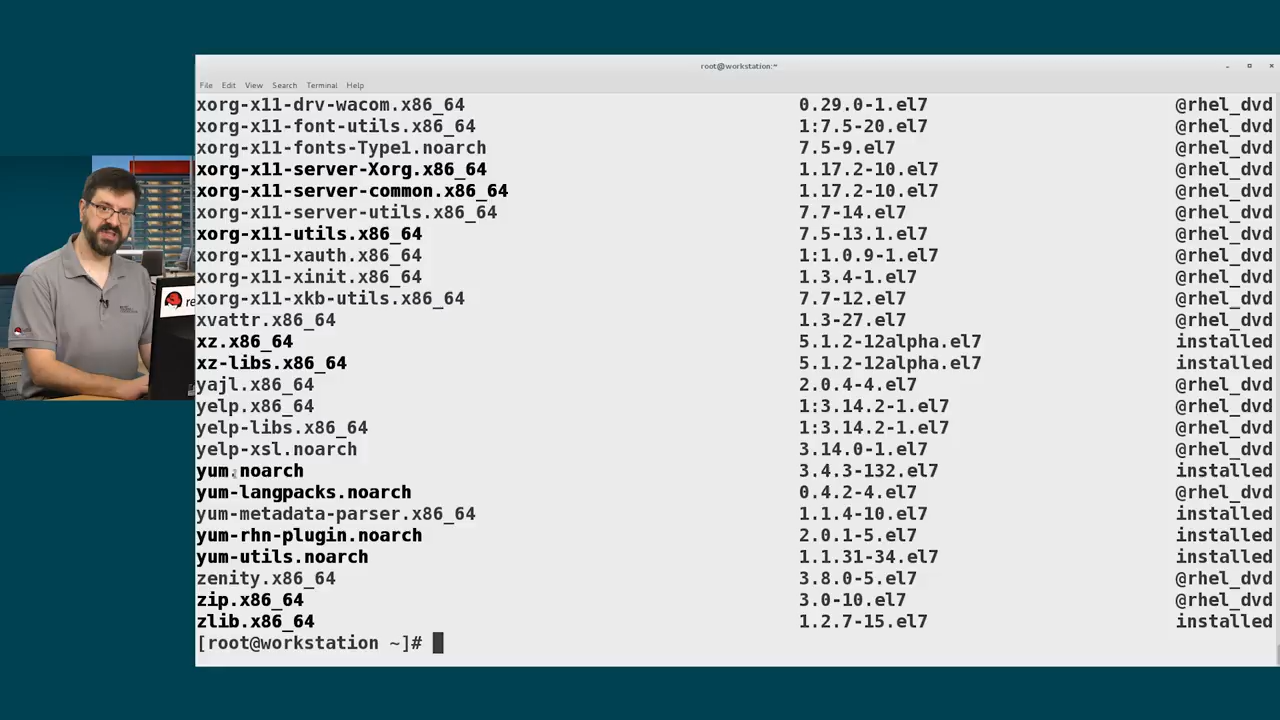 root@workstation:~
File Edit View Search Terminal Help
xorg-x11-drv-wacom.x86_64 0.29.0-1.el7 @rhel_dvd
xorg-x11-font-utils.x86_64 1:7.5-20.el7 @rhel_dvd
xorg-x11-fonts-Type1.noarch 7.5-9.el7 @rhel_dvd
xorg-x11-server-Xorg.x86_64 1.17.2-10.el7 @rhel_dvd
xorg-x11-server-common.x86_64 1.17.2-10.el7 @rhel_dvd
xorg-x11-server-utils.x86_64 7.7-14.el7 @rhel_dvd
xorg-x11-utils.x86_64 7.5-13.1.el7 @rhel_dvd
xorg-x11-xauth.x86_64 1:1.0.9-1.el7 @rhel_dvd
xorg-x11-xinit.x86_64 1.3.4-1.el7 @rhel_dvd
xorg-x11-xkb-utils.x86_64 7.7-12.el7 @rhel_dvd
xvattr.x86_64 1.3-27.el7 @rhel_dvd
xz.x86_64 5.1.2-12alpha.el7 installed
xz-libs.x86_64 5.1.2-12alpha.el7 installed
yajl.x86_64 2.0.4-4.el7 @rhel_dvd
yelp.x86_64 1:3.14.2-1.el7 @rhel_dvd
yelp-libs.x86_64 1:3.14.2-1.el7 @rhel_dvd
yelp-xsl.noarch 3.14.0-1.el7 @rhel_dvd
yum.noarch 3.4.3-132.el7 installed
yum-langpacks.noarch 0.4.2-4.el7 @rhel_dvd
yum-metadata-parser.x86_64 1.1.4-10.el7 installed
yum-rhn-plugin.noarch 2.0.1-5.el7 installed
yum-utils.noarch 1.1.31-34.el7 installed
zenity.x86_64 3.8.0-5.el7 @rhel_dvd
zip.x86_64 3.0-10.el7 @rhel_dvd
zlib.x86_64 1.2.7-15.el7 installed
[root@workstation ~]#
re